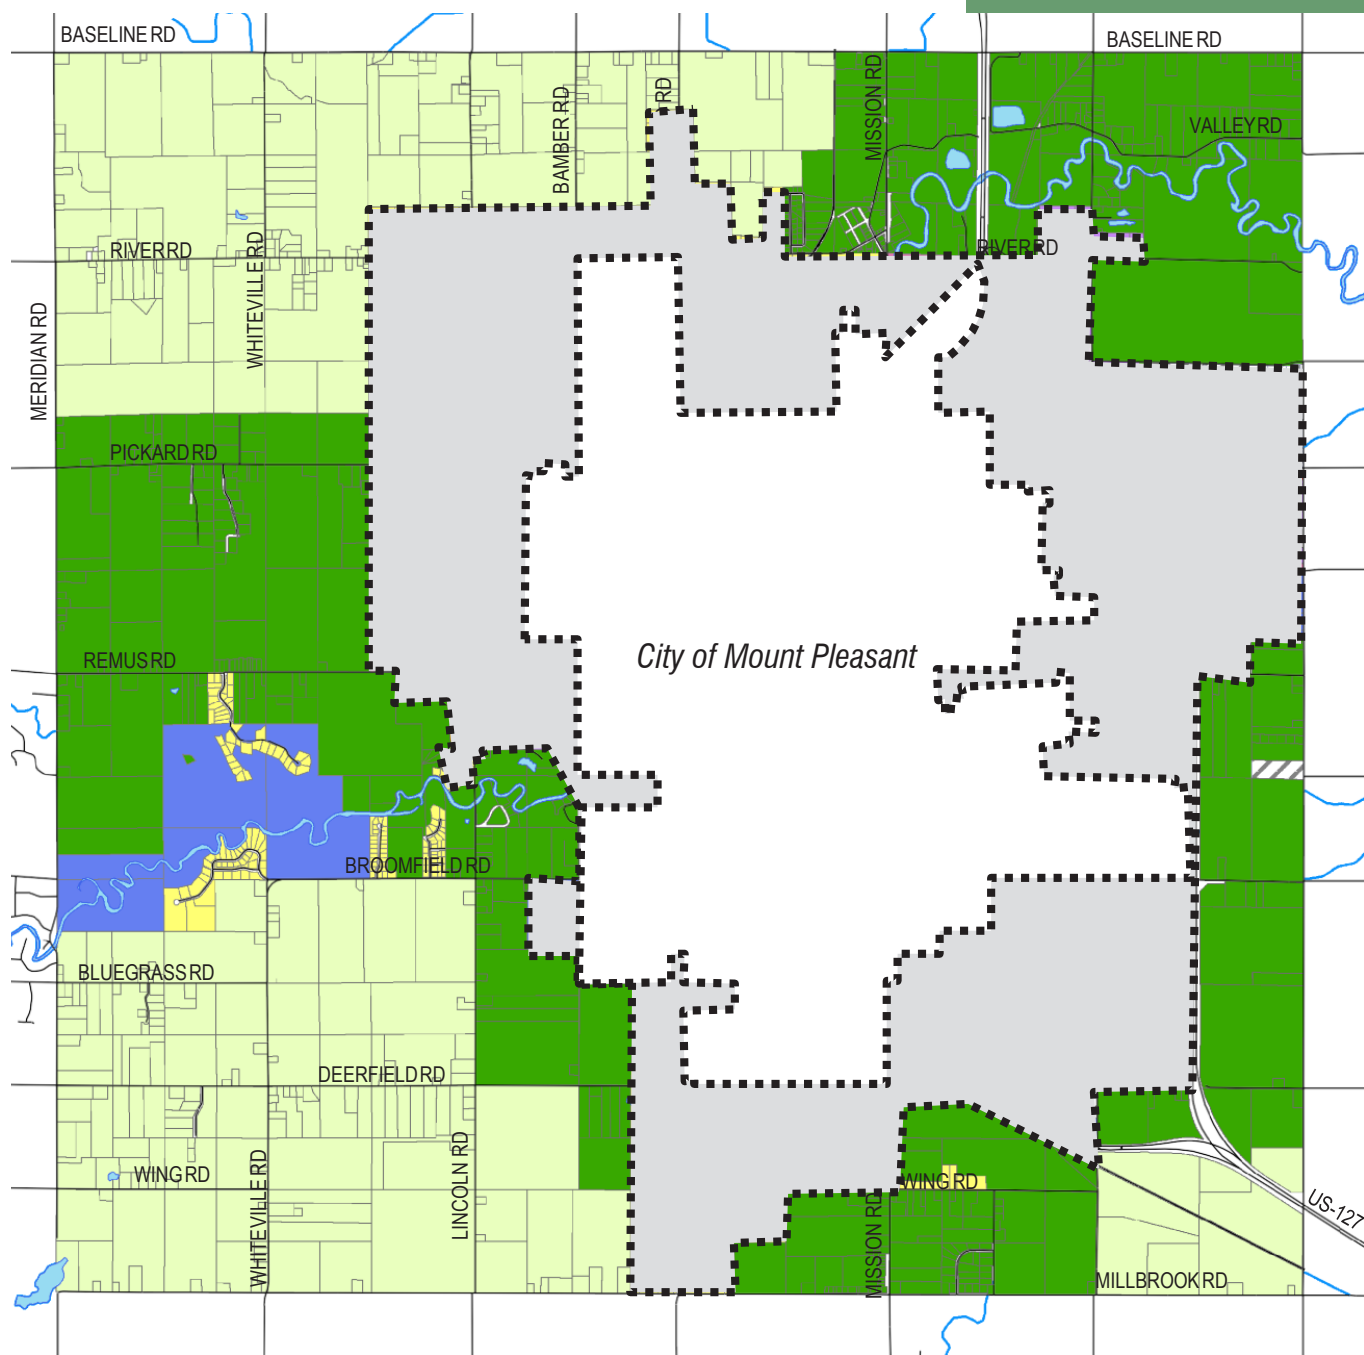 BASELINE RD
BASELINE RD
BAMBER RD
RD
MISSION RD
VALLEY RD
RIVER RD
WHITEVILLE RD
RIVER RD
MERIDIAN RD
PICKARD RD
City of Mount Pleasant
REMUS RD
BROOMFIELD RD
BLUEGRASS RD
DEERFIELD RD
LINCOLN RD
WING RD
WHITEVILLE RD
WING RD
MISSION RD
US-127
MILLBROOK RD